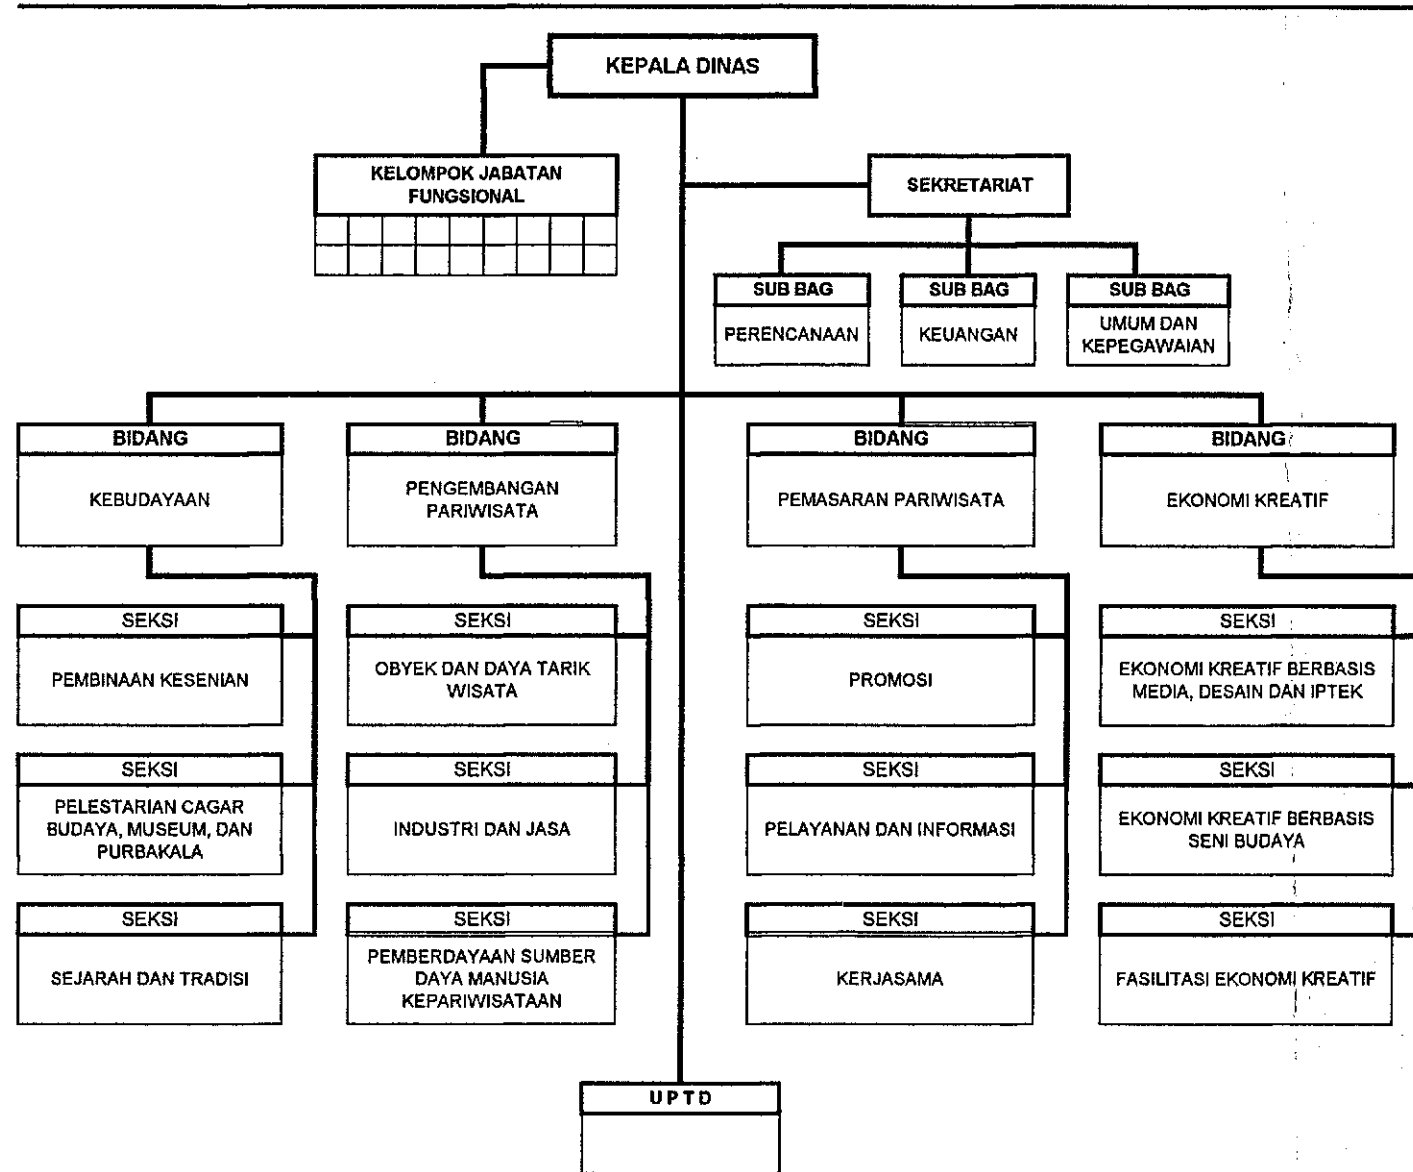 KEPALA DINAS
KELOMPOK JABATAN
FUNGSIONAL
SEKRETARIAT
SUB BAG
PERENCANAAN
SUB BAG
KEUANGAN
SUB BAG
UMUM DAN
KEPEGAWAIAN
BIDANG
KEBUDAYAAN
BIDANG
PENGEMBANGAN
PARIWISATA
BIDANG
PEMASARAN PARIWISATA
BIDANG
EKONOMI KREATIF
SEKSI
PEMBINAAN KESENIAN
SEKSI
OBYEK DAN DAYA TARIK
WISATA
SEKSI
PROMOSI
SEKSI
EKONOMI KREATIF BERBASIS
MEDIA, DESAIN DAN IPTEK
SEKSI
PELESTARIAN CAGAR
BUDAYA, MUSEUM, DAN
PURBAKALA
SEKSI
INDUSTRI DAN JASA
SEKSI
PELAYANAN DAN INFORMASI
SEKSI
EKONOMI KREATIF BERBASIS
SENI BUDAYA
SEKSI
SEJARAH DAN TRADISI
SEKSI
PEMBERDAYAAN SUMBER
DAYA MANUSIA
KEPARIWISATAAN
SEKSI
KERJASAMA
SEKSI
FASILITASI EKONOMI KREATIF
UPTD